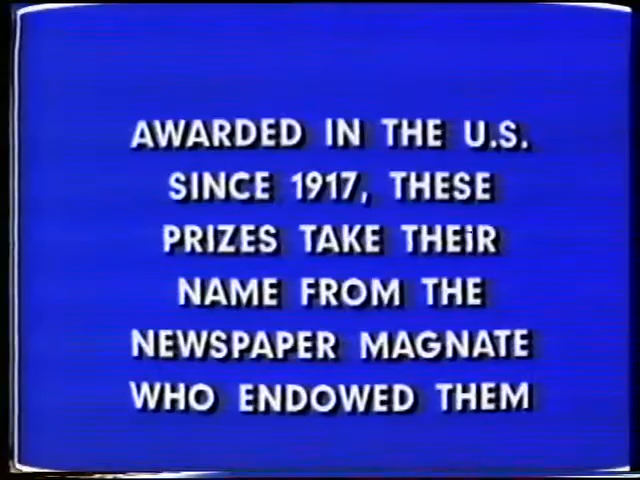 AWARDED IN THE U.S.
SINCE 1917, THESE
PRIZES TAKE THEiR
NAME FROM THE
NEWSPAPER MAGNATE
WHO ENDOWED THEM